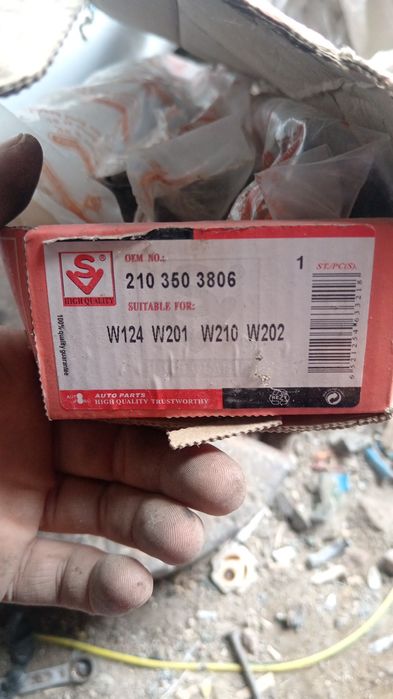 SV®
HIGH QUALITY
OEM NO.:
210 350 3806
1 ST/PC(S).
SUITABLE FOR:
W124 W201 W210 W202
100% quality guarantee
AUTO PARTS
HIGH QUALITY TRUSTWORTHY
BEST